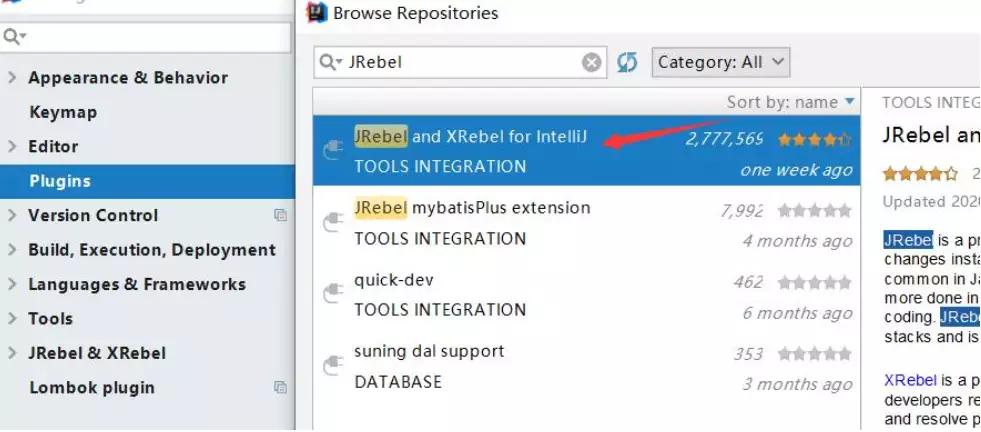 Browse Repositories
Appearance & Behavior
Keymap
Editor
Plugins
Version Control
Build, Execution, Deployment
Languages & Frameworks
Tools
JRebel & XRebel
Lombok plugin
JRebel
Category: All
Sort by: name
JRebel and XRebel for IntelliJ 2,777,569
TOOLS INTEGRATION one week ago
JRebel mybatisPlus extension 7,992
TOOLS INTEGRATION 4 months ago
quick-dev 462
TOOLS INTEGRATION 6 months ago
suning dal support 353
DATABASE 3 months ago
TOOLS INTEG
JRebel an
2
Updated 2020
JRebel is a pr
changes insta
common in Ja
more done in
coding. JRebe
stacks and is
XRebel is a p
developers re
and resolve p